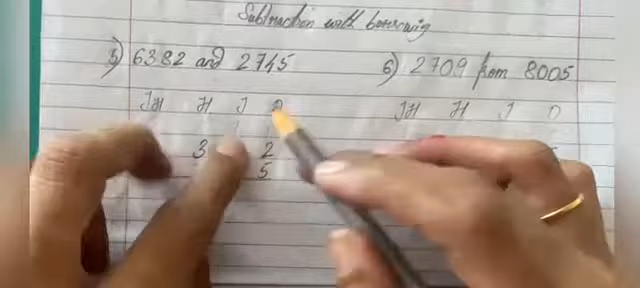 Subtraction with borrowing
5) 6382 and 2745
6) 2709 from 8005
TH H T O
TH H T O
3 2
5